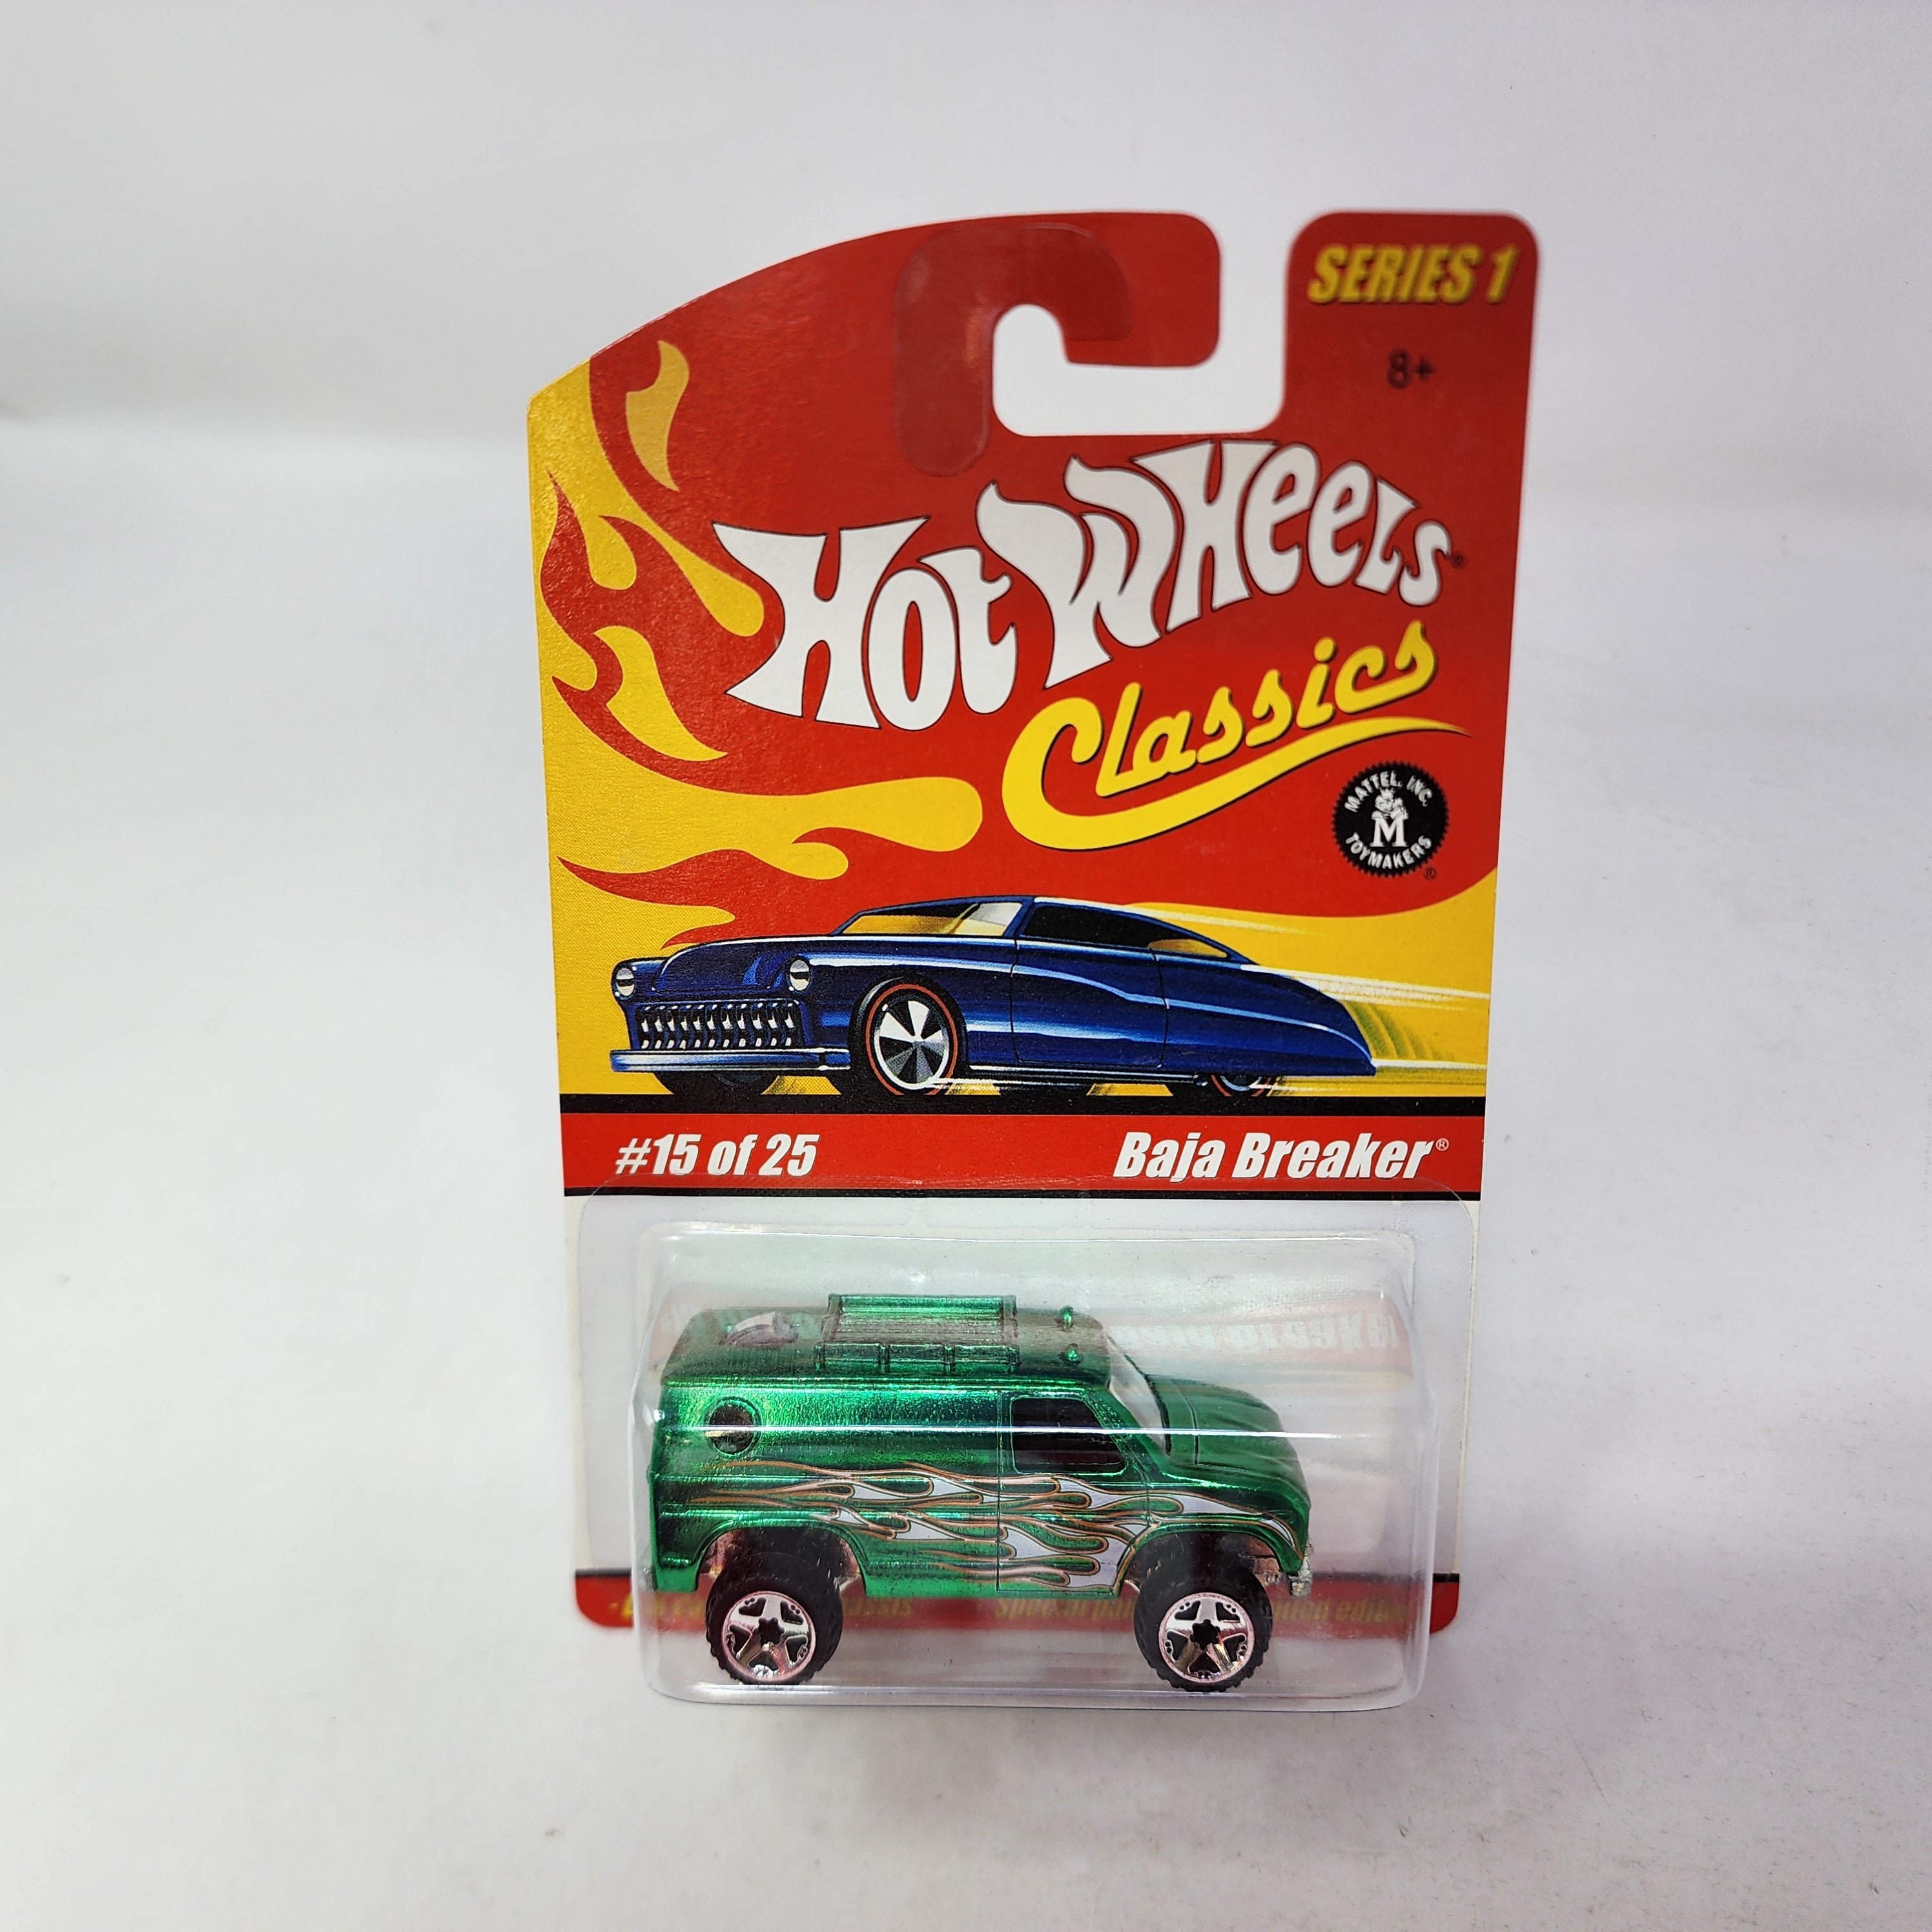 SERIES 1
8+
Hot Wheels®
Classics
MATTEL, INC.
M
TOYMAKERS
®
#15 of 25
Baja Breaker®